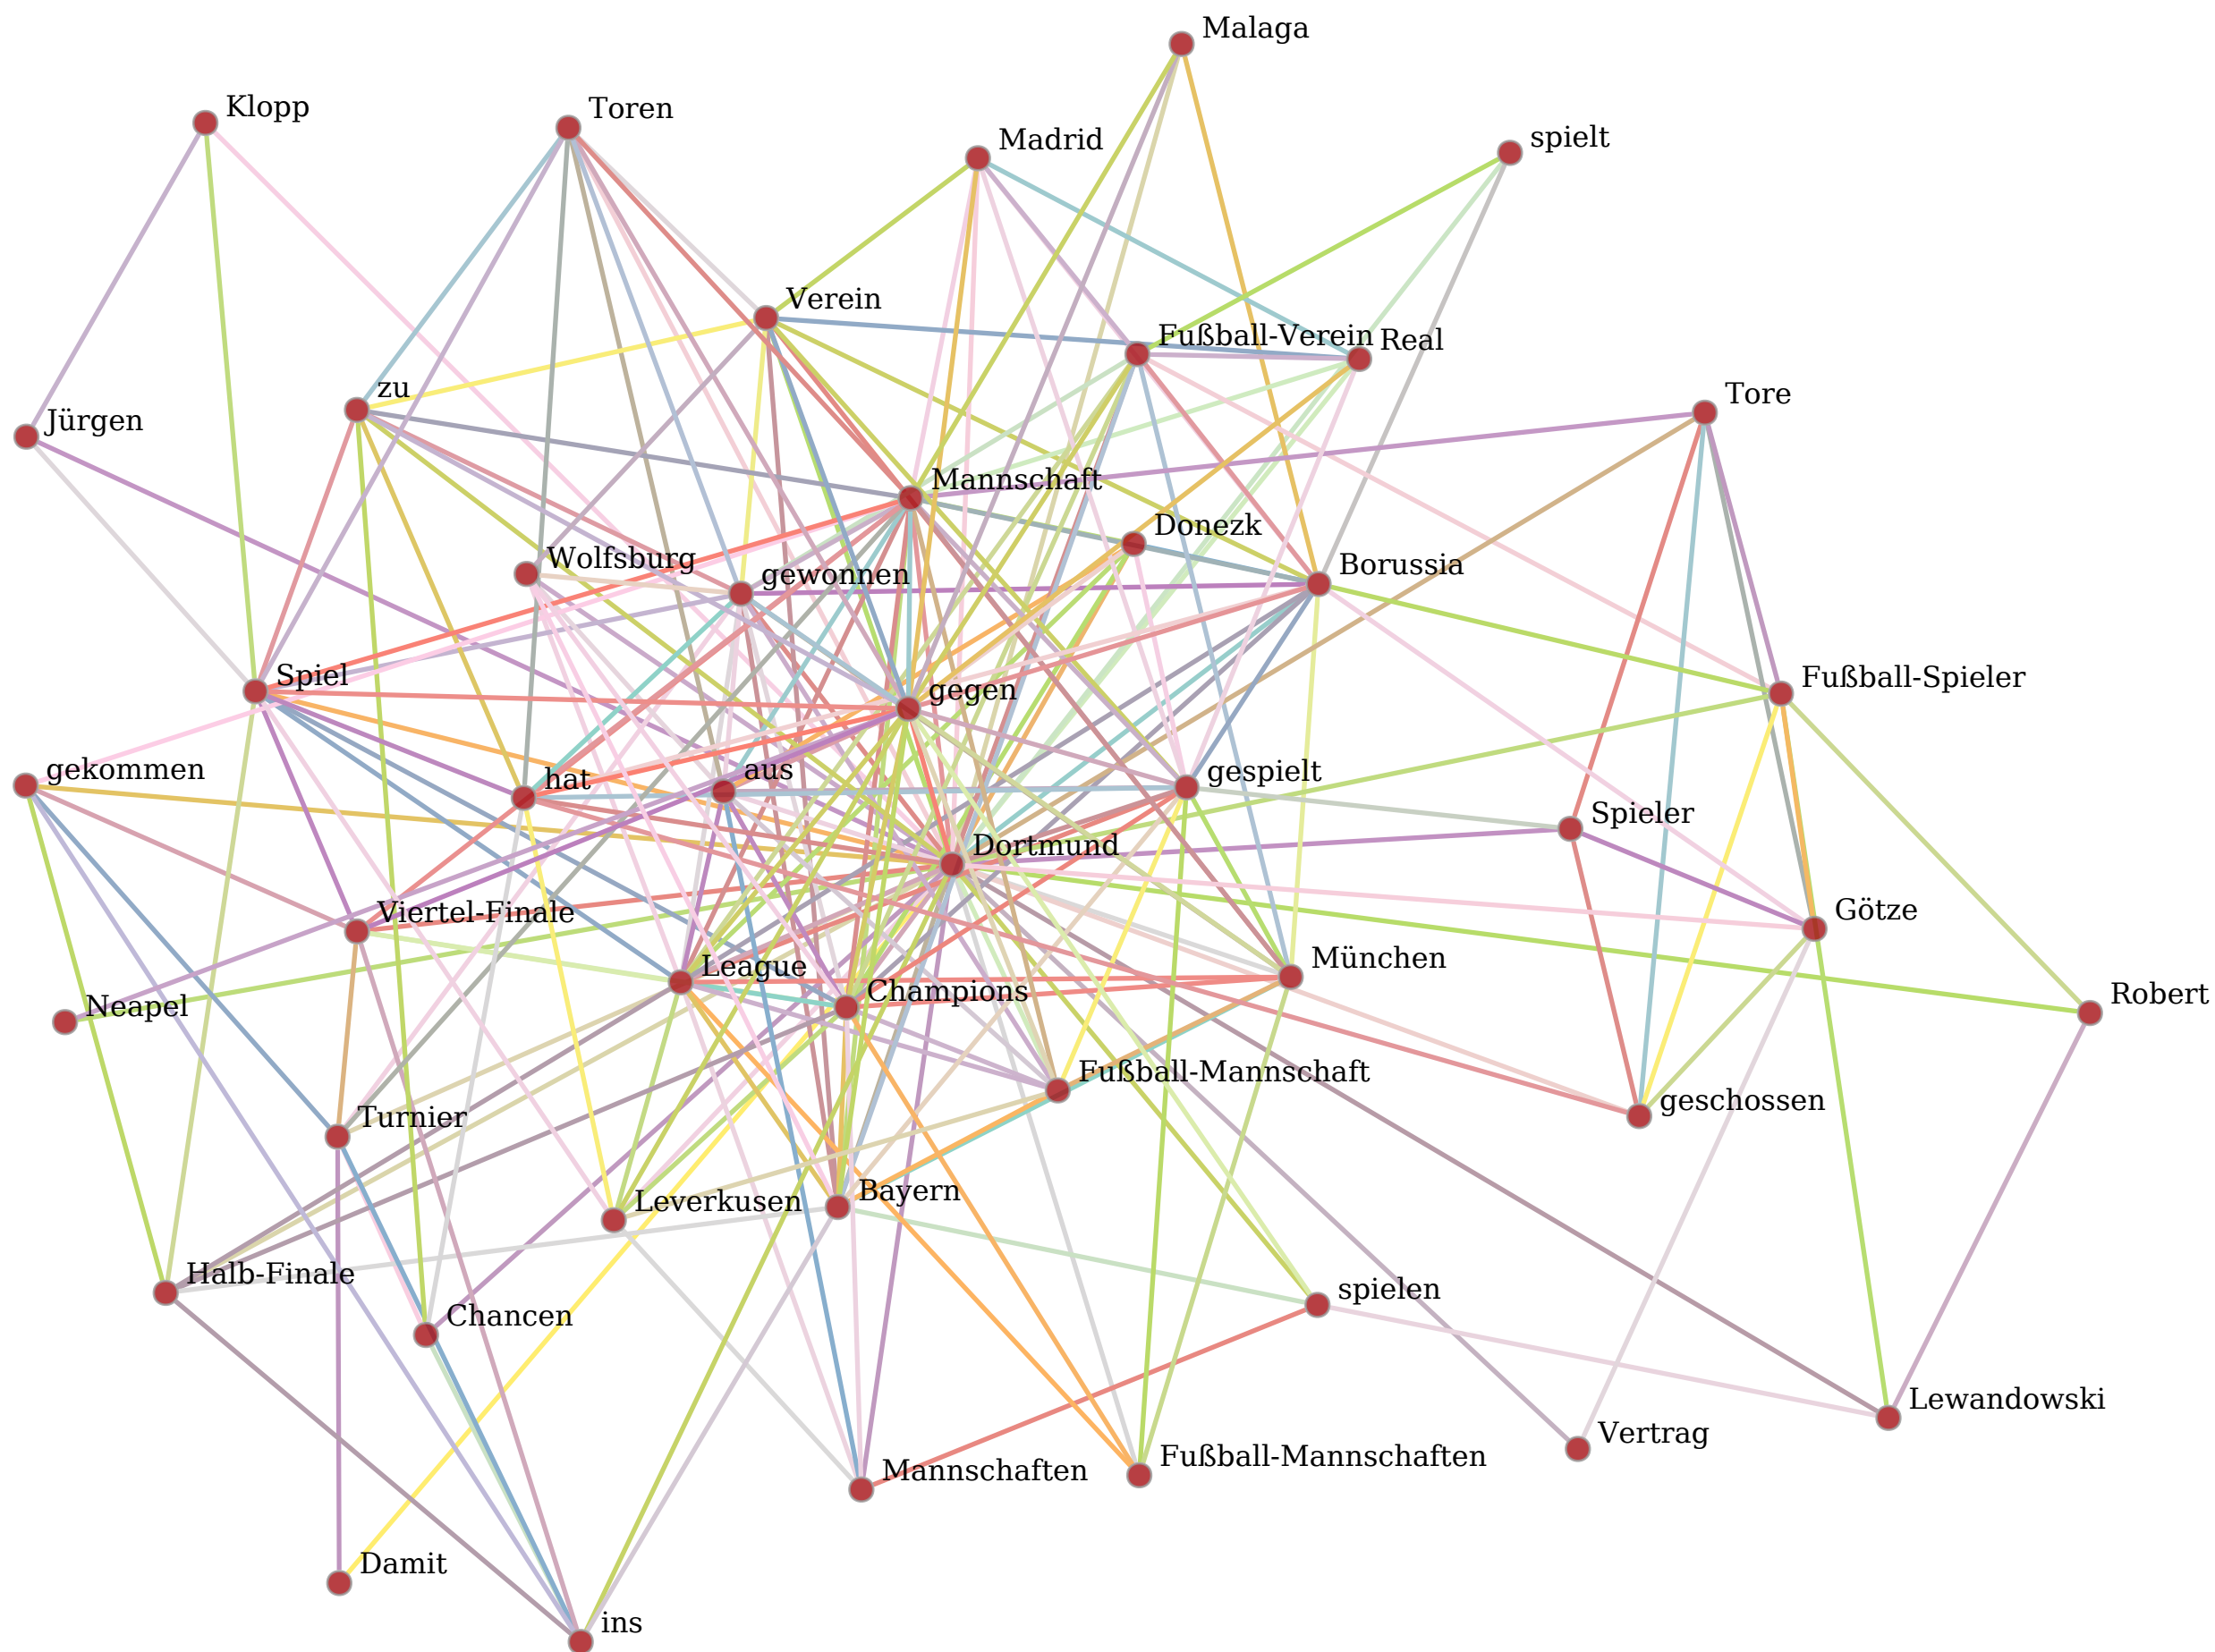 Malaga
Klopp
Toren
Madrid
spielt
Verein
Fußball-Verein
Real
zu
Tore
Jürgen
Mannschaft
Donezk
Wolfsburg
gewonnen
Borussia
Spiel
gegen
Fußball-Spieler
gekommen
hat
aus
gespielt
Spieler
Dortmund
Viertel-Finale
Götze
League
Champions
München
Neapel
Robert
Fußball-Mannschaft
Turnier
geschossen
Leverkusen
Bayern
Halb-Finale
Chancen
spielen
Lewandowski
Vertrag
Mannschaften
Fußball-Mannschaften
Damit
ins